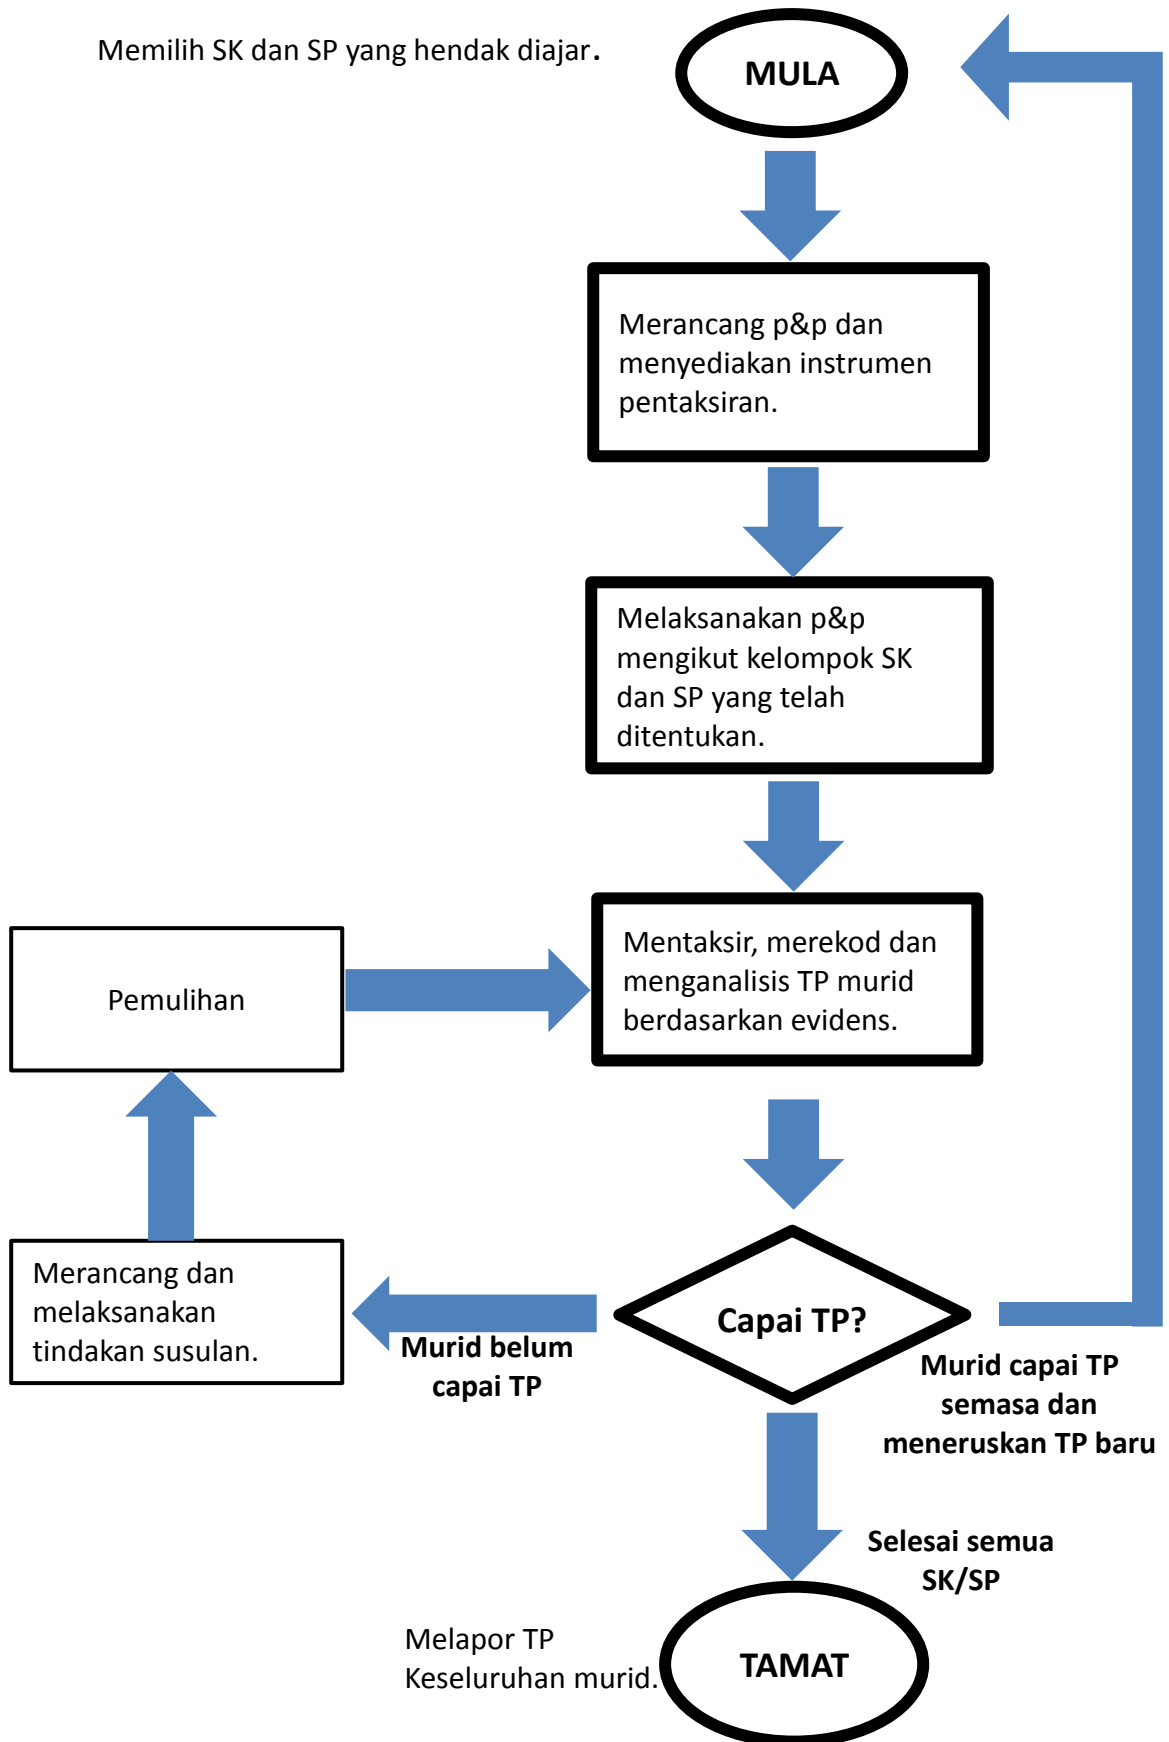 Memilih SK dan SP yang hendak diajar.
MULA
Merancang p&p dan
menyediakan instrumen
pentaksiran.
Melaksanakan p&p
mengikut kelompok SK
dan SP yang telah
ditentukan.
Mentaksir, merekod dan
menganalisis TP murid
berdasarkan evidens.
Pemulihan
Merancang dan
melaksanakan
tindakan susulan.
Murid belum
capai TP
Capai TP?
Murid capai TP
semasa dan
meneruskan TP baru
Selesai semua
SK/SP
Melapor TP
Keseluruhan murid.
TAMAT